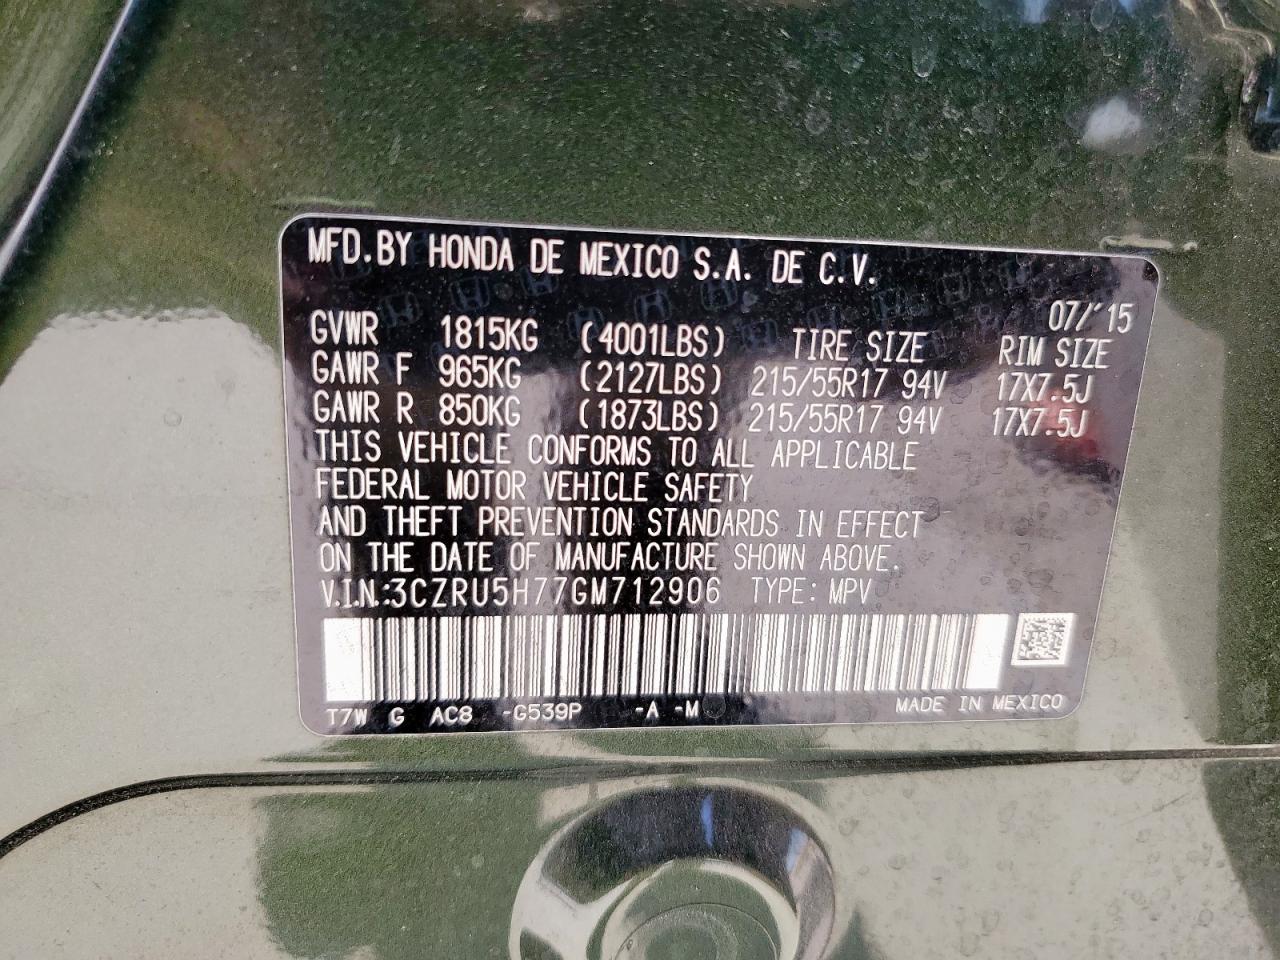 MFD.BY HONDA DE MEXICO S.A. DE C.V.
07/'15
GVWR 1815KG (4001LBS) TIRE SIZE RIM SIZE
GAWR F 965KG (2127LBS) 215/55R17 94V 17X7.5J
GAWR R 850KG (1873LBS) 215/55R17 94V 17X7.5J
THIS VEHICLE CONFORMS TO ALL APPLICABLE
FEDERAL MOTOR VEHICLE SAFETY
AND THEFT PREVENTION STANDARDS IN EFFECT
ON THE DATE OF MANUFACTURE SHOWN ABOVE.
V.I.N.:3CZRU5H77GM712906 TYPE: MPV
T7W G AC8 -G539P -A -M MADE IN MEXICO